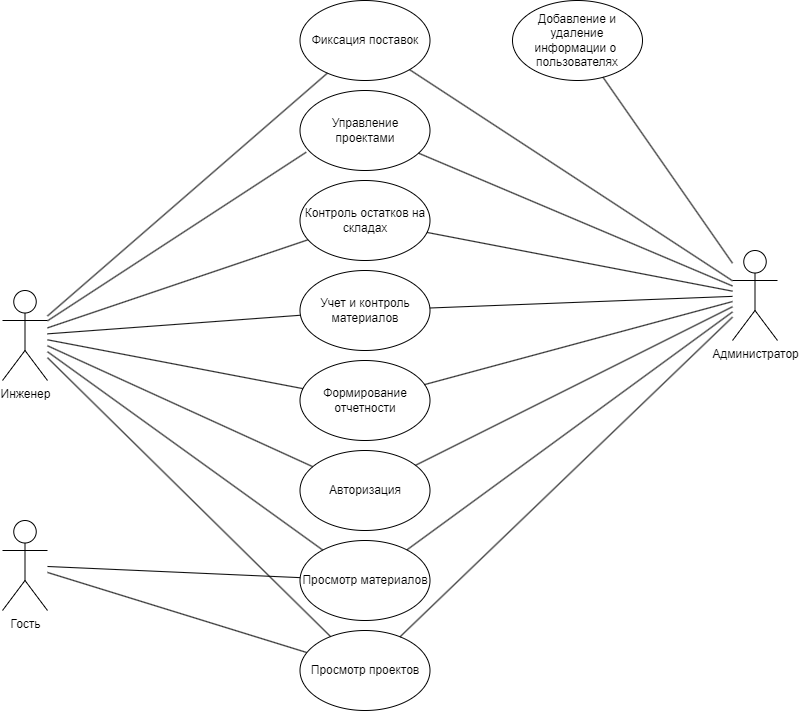 Фиксация поставок
Добавление и
удаление
информации о
пользователях
Управление
проектами
Контроль остатков на
складах
Учет и контроль
материалов
Администратор
Инженер
Формирование
отчетности
Авторизация
Просмотр материалов
Гость
Просмотр проектов